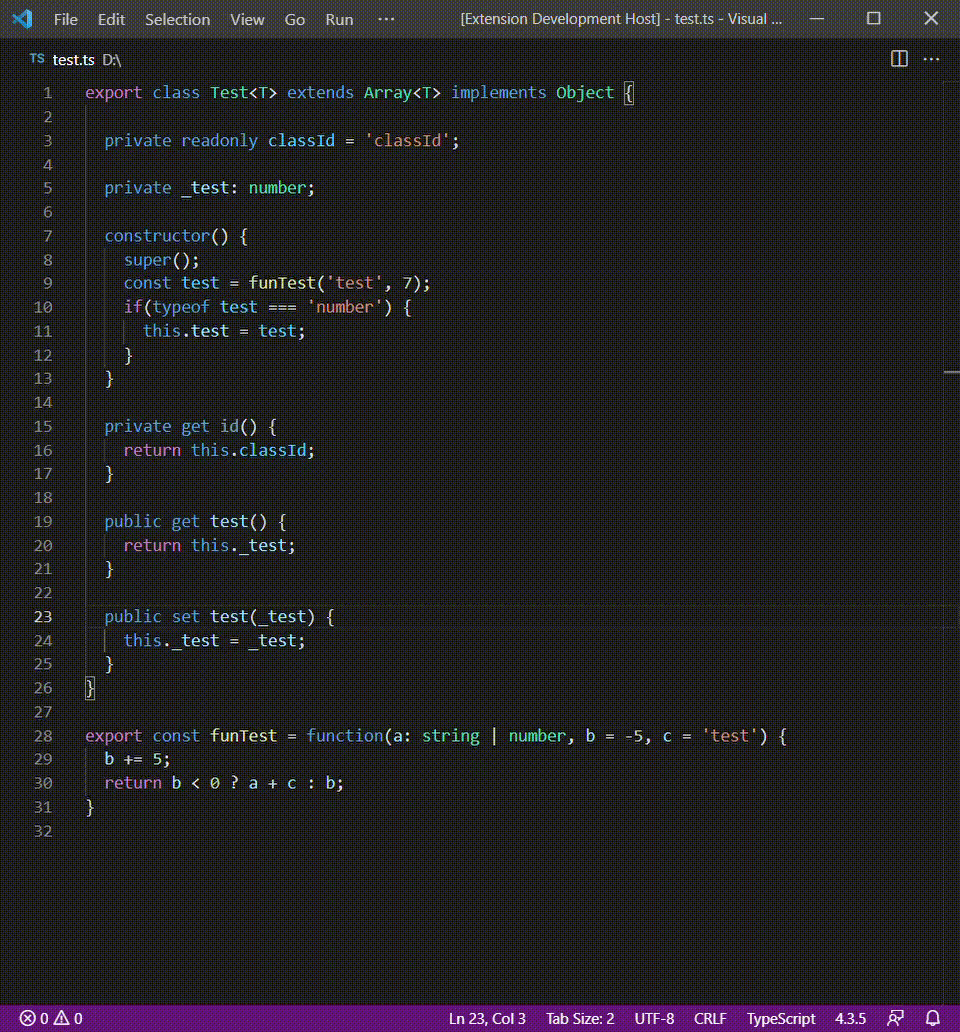 File Edit Selection View Go Run ··· [Extension Development Host] - test.ts - Visual ...
TS test.ts D:\
1 export class Test<T> extends Array<T> implements Object {
2
3 private readonly classId = 'classId';
4
5 private _test: number;
6
7 constructor() {
8 super();
9 const test = funTest('test', 7);
10 if(typeof test === 'number') {
11 this.test = test;
12 }
13 }
14
15 private get id() {
16 return this.classId;
17 }
18
19 public get test() {
20 return this._test;
21 }
22
23 public set test(_test) {
24 this._test = _test;
25 }
26 }
27
28 export const funTest = function(a: string | number, b = -5, c = 'test') {
29 b += 5;
30 return b < 0 ? a + c : b;
31 }
32
0 0 Ln 23, Col 3 Tab Size: 2 UTF-8 CRLF TypeScript 4.3.5